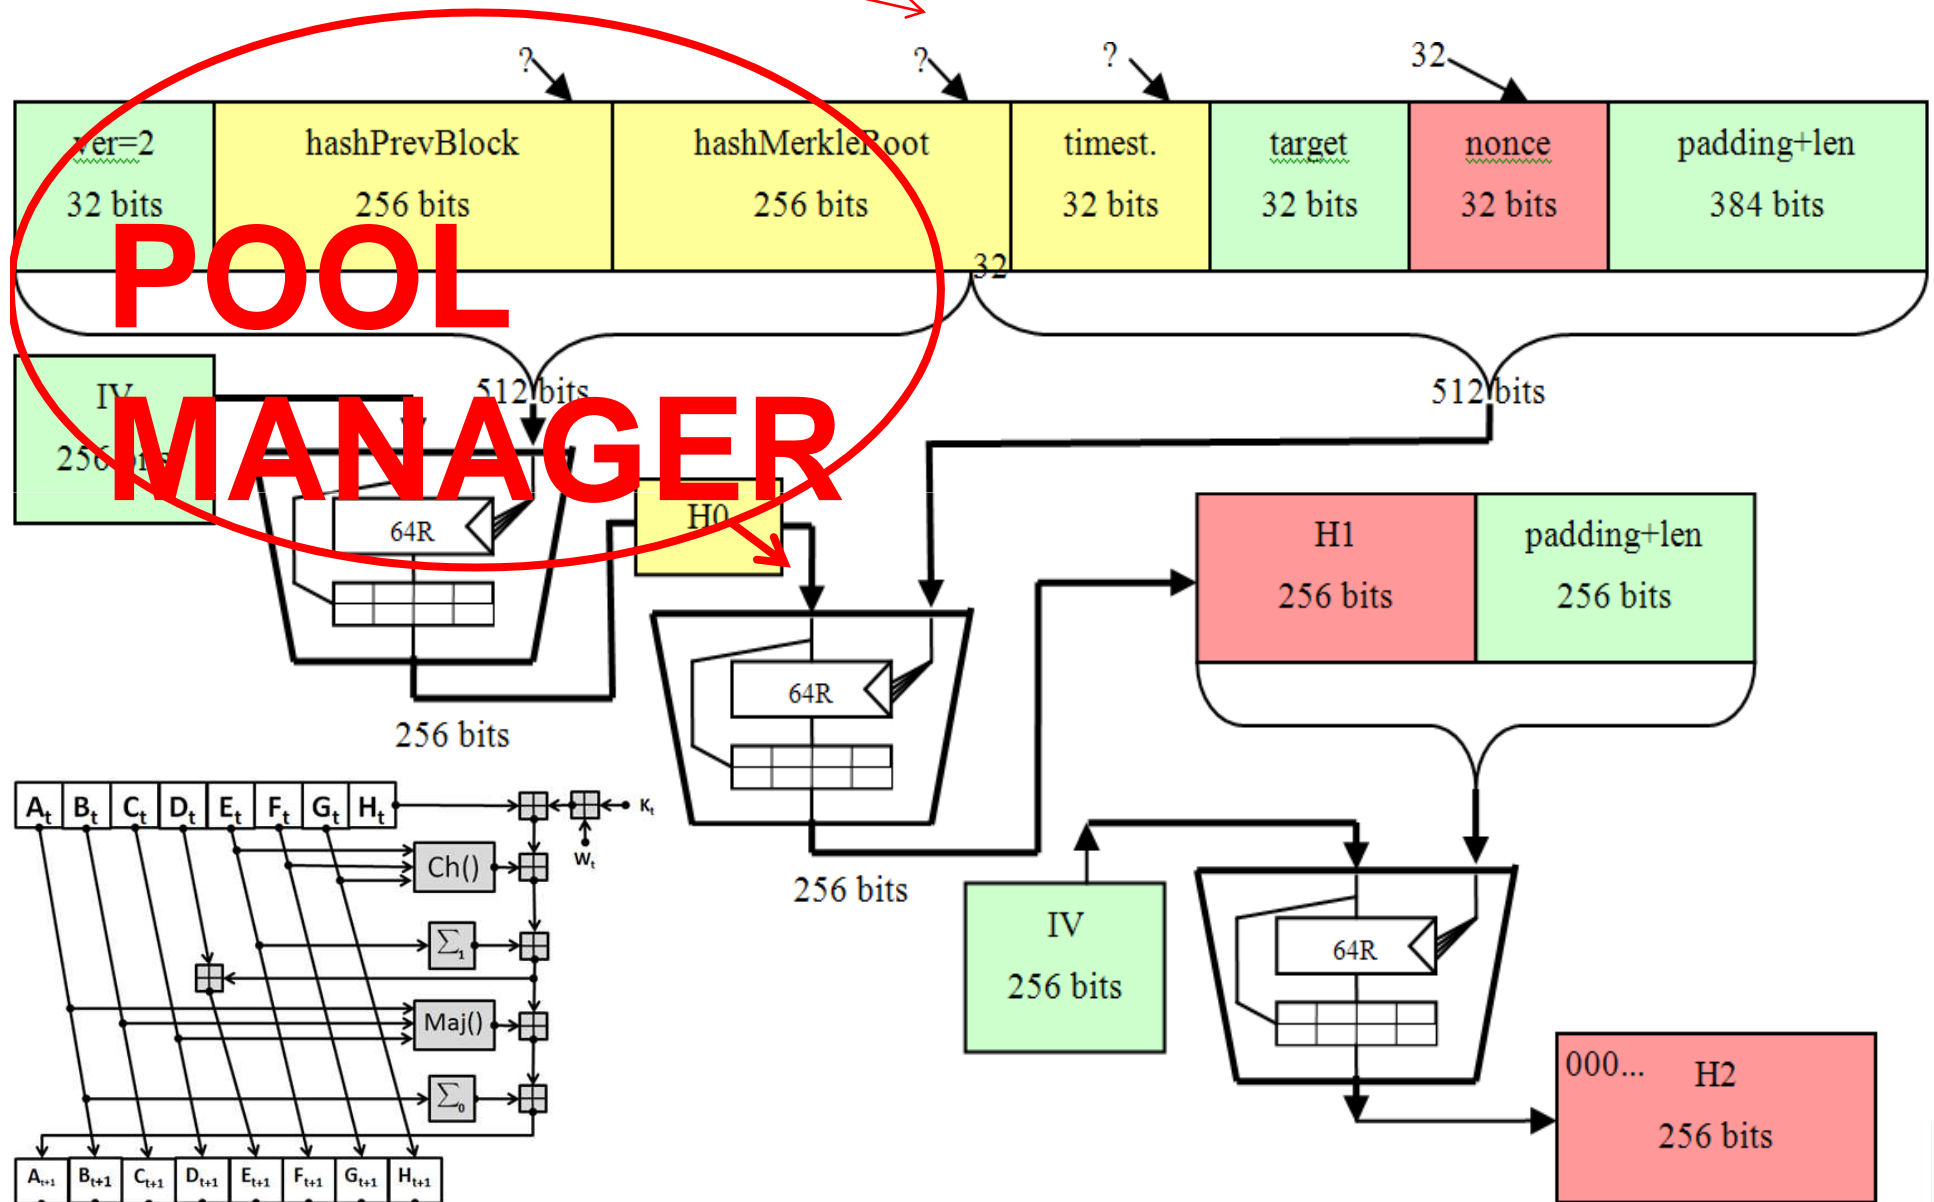 ?
?
?
32
ver=2
hashPrevBlock
hashMerkleRoot
timest.
target
nonce
padding+len
32 bits
256 bits
256 bits
32 bits
32 bits
32 bits
384 bits
POOL
32
IV
512 bits
512 bits
MANAGER
256 bits
64R
H0
H1
padding+len
256 bits
256 bits
64R
256 bits
At Bt Ct Dt Et Ft Gt Ht
Kt
Wt
Ch()
256 bits
IV
256 bits
Σ1
64R
Maj()
Σ0
000...
H2
256 bits
At+1 Bt+1 Ct+1 Dt+1 Et+1 Ft+1 Gt+1 Ht+1